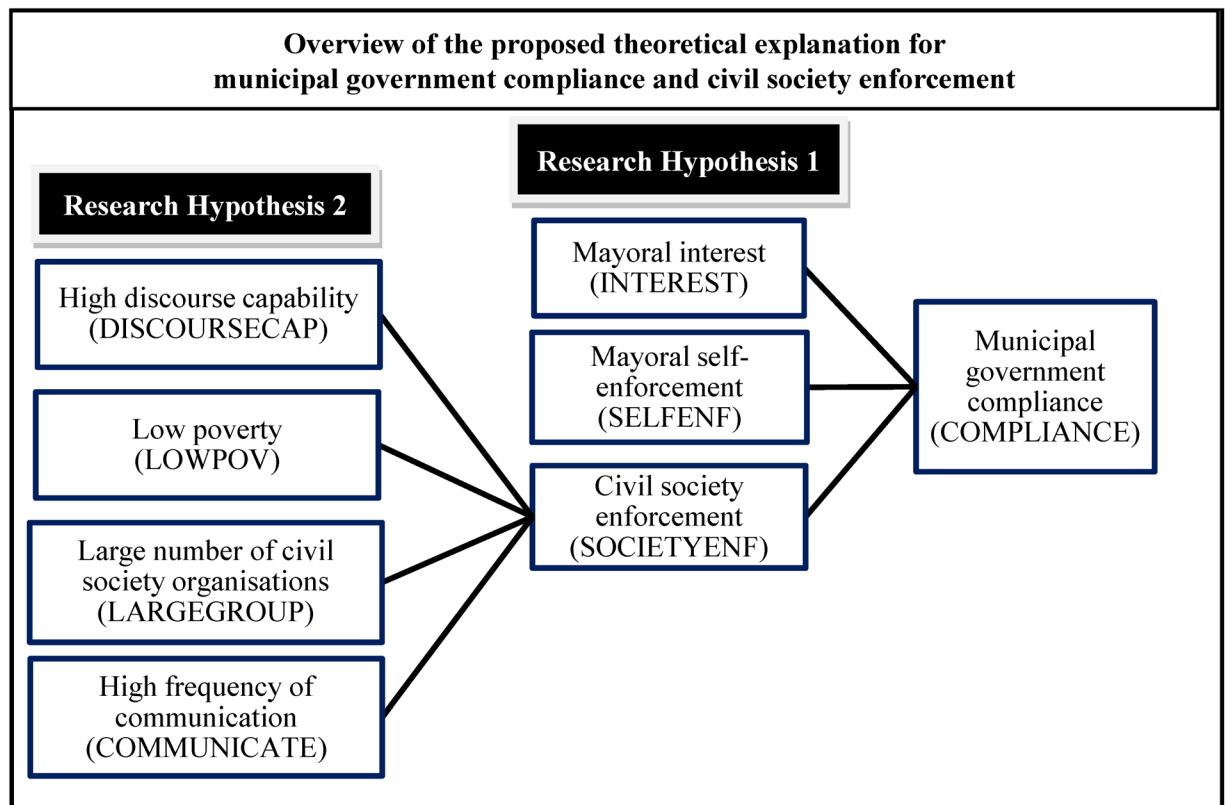 Overview of the proposed theoretical explanation for
municipal government compliance and civil society enforcement
Research Hypothesis 2
High discourse capability
(DISCOURSECAP)
Low poverty
(LOWPOV)
Large number of civil
society organisations
(LARGEGROUP)
High frequency of
communication
(COMMUNICATE)
Research Hypothesis 1
Mayoral interest
(INTEREST)
Mayoral self-
enforcement
(SELFENF)
Civil society
enforcement
(SOCIETYENF)
Municipal
government
compliance
(COMPLIANCE)